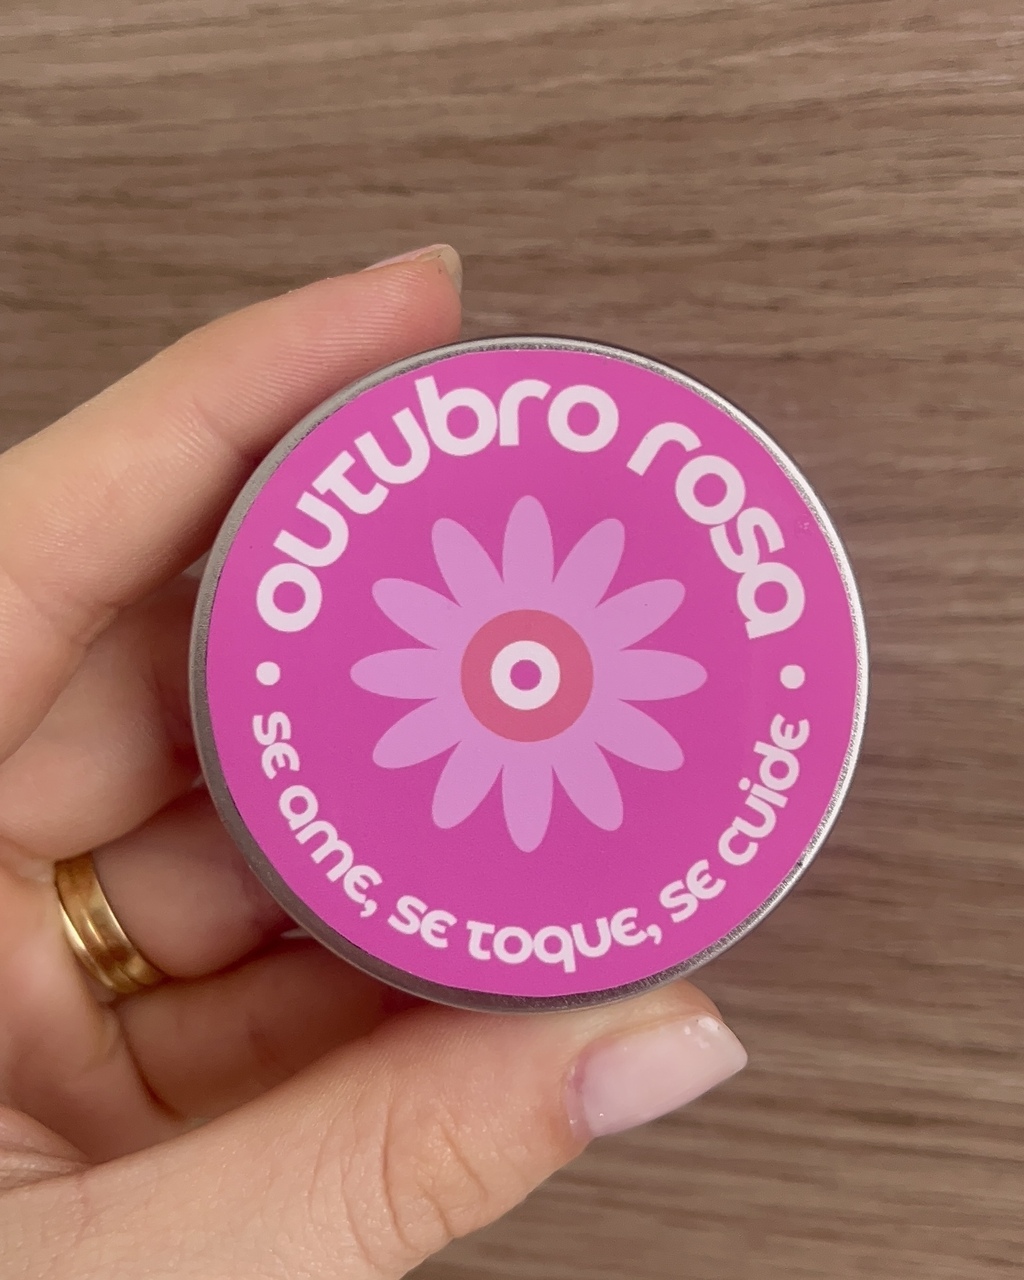 outubro rosa
• se ame, se toque, se cuide •